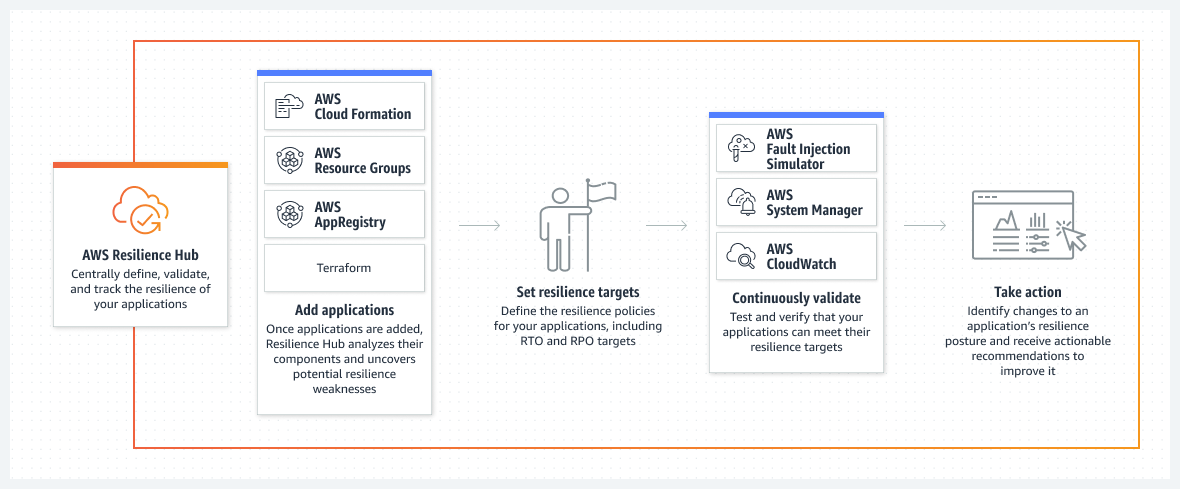 AWS Resilience Hub
Centrally define, validate,
and track the resilience of
your applications
AWS
Cloud Formation
AWS
Resource Groups
AWS
AppRegistry
Terraform
Add applications
Once applications are added,
Resilience Hub analyzes their
components and uncovers
potential resilience
weaknesses
Set resilience targets
Define the resilience policies
for your applications, including
RTO and RPO targets
AWS
Fault Injection
Simulator
AWS
System Manager
AWS
CloudWatch
Continuously validate
Test and verify that your
applications can meet their
resilience targets
Take action
Identify changes to an
application’s resilience
posture and receive actionable
recommendations to
improve it